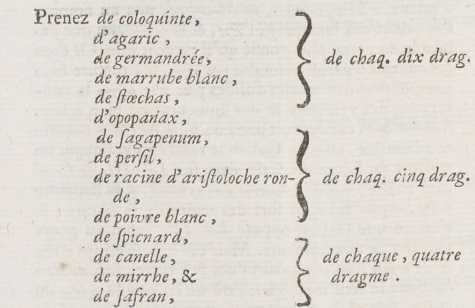 Prenez de coloquinte,
d'agaric,
de germandrée,
de marrube blanc,
de ſtœchas,
de chaq. dix drag.
d'opopanax,
de ſagapenum,
de perſil,
de racine d'ariſtoloche ron-
de,
de poivre blanc,
de chaq. cinq drag.
de ſpicnard,
de canelle,
de mirrhe, &
de ſafran,
de chaque, quatre
dragme.